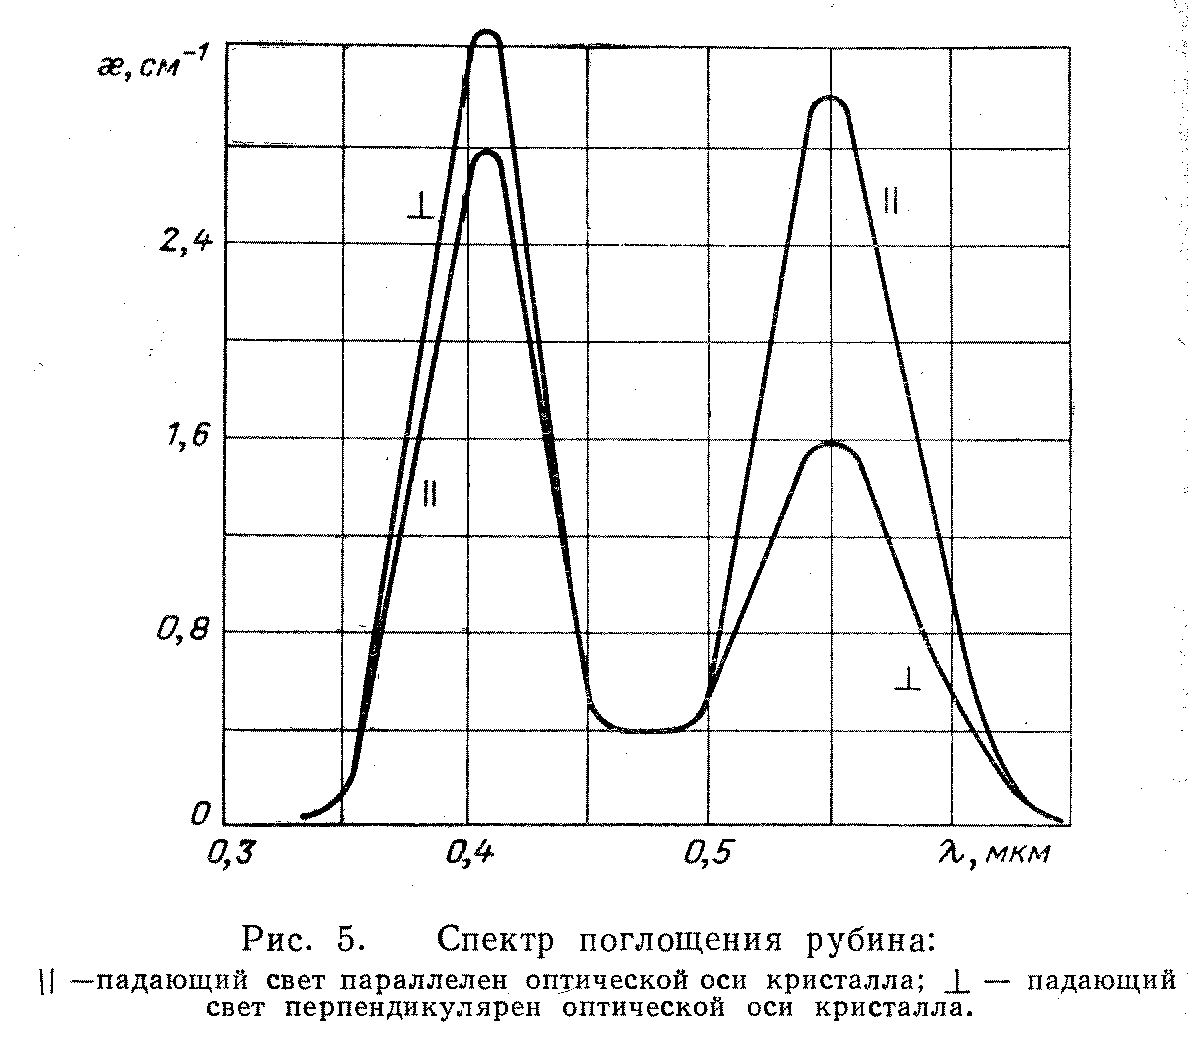 æ, см⁻¹
⊥
||
2,4
1,6
||
0,8
⊥
0
0,3 0,4 0,5 λ, мкм
Рис. 5. Спектр поглощения рубина:
|| —падающий свет параллелен оптической оси кристалла; ⊥ — падающий
свет перпендикулярен оптической оси кристалла.